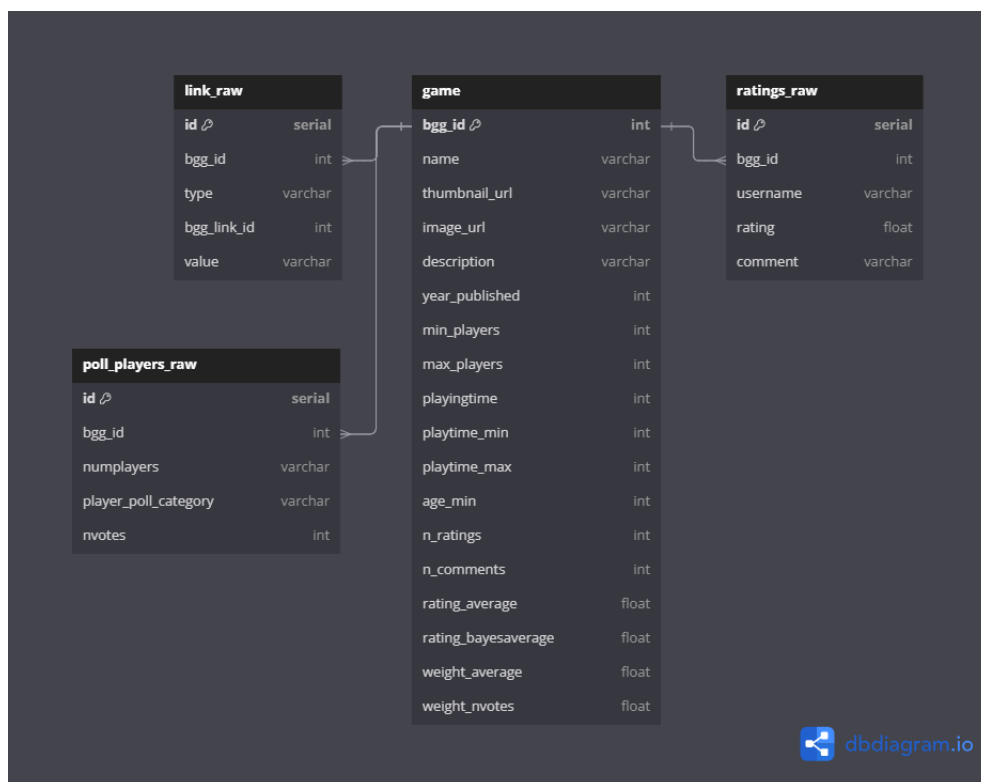 link_raw
id serial
bgg_id int
type varchar
bgg_link_id int
value varchar
poll_players_raw
id serial
bgg_id int
numplayers varchar
player_poll_category varchar
nvotes int
game
bgg_id int
name varchar
thumbnail_url varchar
image_url varchar
description varchar
year_published int
min_players int
max_players int
playingtime int
playtime_min int
playtime_max int
age_min int
n_ratings int
n_comments int
rating_average float
rating_bayesaverage float
weight_average float
weight_nvotes float
ratings_raw
id serial
bgg_id int
username varchar
rating float
comment varchar
dbdiagram.io